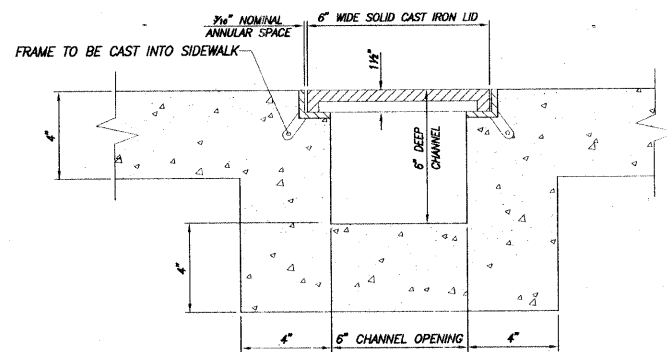 3/16" NOMINAL
ANNULAR SPACE
6" WIDE SOLID CAST IRON LID
FRAME TO BE CAST INTO SIDEWALK
1½"
4"
6" DEEP
CHANNEL
4"
4"
6" CHANNEL OPENING
4"